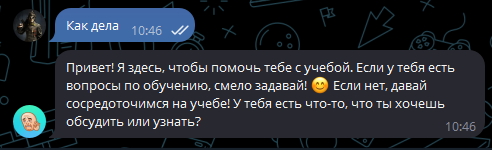 Как дела
10:46
Привет! Я здесь, чтобы помочь тебе с учебой. Если у тебя есть
вопросы по обучению, смело задавай! 😊 Если нет, давай
сосредоточимся на учебе! У тебя есть что-то, что ты хочешь
обсудить или узнать?
10:46